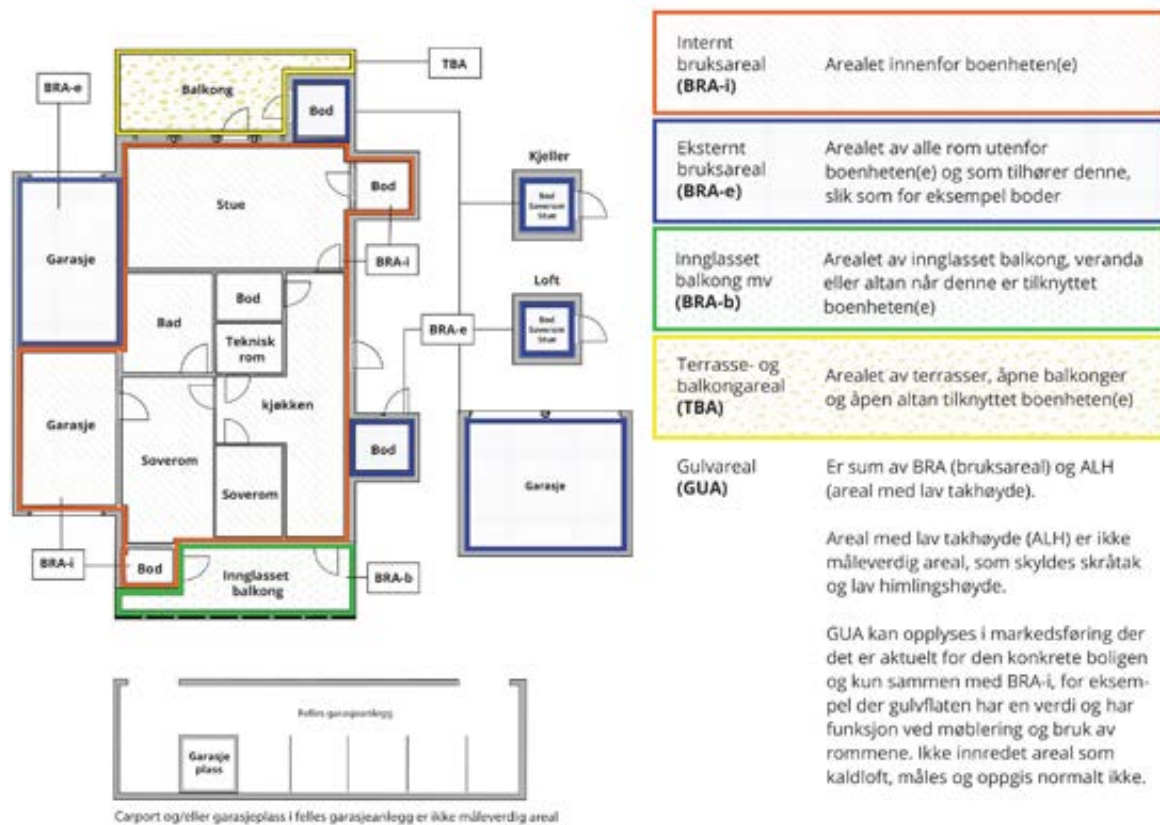 TBA
BRA-e
Balkong
Bod
Kjeller
Bod
Soverom
Stue
Stue
Bod
BRA-i
Garasje
Loft
Bod
Soverom
Stue
Bod
Bad
Teknisk
rom
BRA-e
kjøkken
Garasje
Soverom
Soverom
Bod
Garasje
BRA-i
Bod
Innglasset
balkong
BRA-b
Felles garasjeanlegg
Garasje
plass
Carport og/eller garasjeplass i felles garasjeanlegg er ikke måleverdig areal
Internt
bruksareal
(BRA-i)
Arealet innenfor boenheten(e)
Eksternt
bruksareal
(BRA-e)
Arealet av alle rom utenfor
boenheten(e) og som tilhører denne,
slik som for eksempel boder
Innglasset
balkong mv
(BRA-b)
Arealet av innglasset balkong, veranda
eller altan når denne er tilknyttet
boenheten(e)
Terrasse- og
balkongareal
(TBA)
Arealet av terrasser, åpne balkonger
og åpen altan tilknyttet boenheten(e)
Gulvareal
(GUA)
Er sum av BRA (bruksareal) og ALH
(areal med lav takhøyde).
Areal med lav takhøyde (ALH) er ikke
måleverdig areal, som skyldes skråtak
og lav himlingshøyde.
GUA kan opplyses i markedsføring der
det er aktuelt for den konkrete boligen
og kun sammen med BRA-i, for eksem-
pel der gulvflaten har en verdi og har
funksjon ved møblering og bruk av
rommene. Ikke innredet areal som
kaldloft, måles og oppgis normalt ikke.